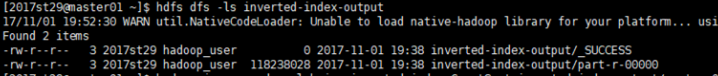 [2017st29@master01 ~]$ hdfs dfs -ls inverted-index-output
17/11/01 19:52:30 WARN util.NativeCodeLoader: Unable to load native-hadoop library for your platform... usi
Found 2 items
-rw-r--r--   3 2017st29 hadoop_user          0 2017-11-01 19:38 inverted-index-output/_SUCCESS
-rw-r--r--   3 2017st29 hadoop_user  118238028 2017-11-01 19:38 inverted-index-output/part-r-00000